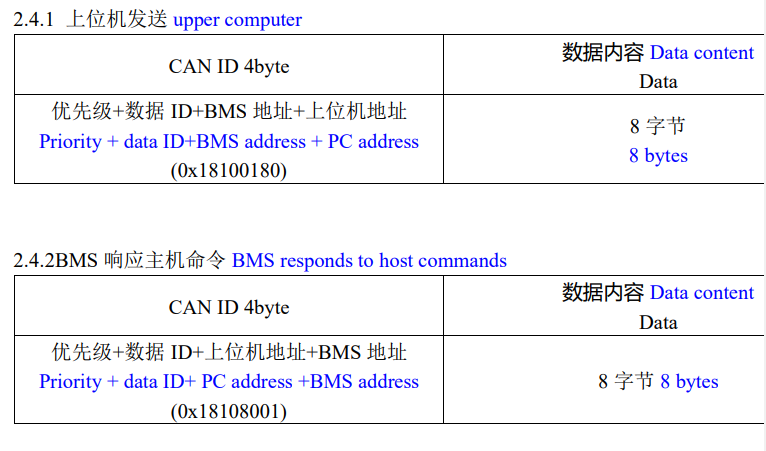 2.4.1 上位机发送 upper computer
CAN ID 4byte
数据内容 Data content
Data
优先级+数据 ID+BMS 地址+上位机地址
Priority + data ID+BMS address + PC address
(0x18100180)
8 字节
8 bytes
2.4.2BMS 响应主机命令 BMS responds to host commands
CAN ID 4byte
数据内容 Data content
Data
优先级+数据 ID+上位机地址+BMS 地址
Priority + data ID+ PC address +BMS address
(0x18108001)
8 字节 8 bytes